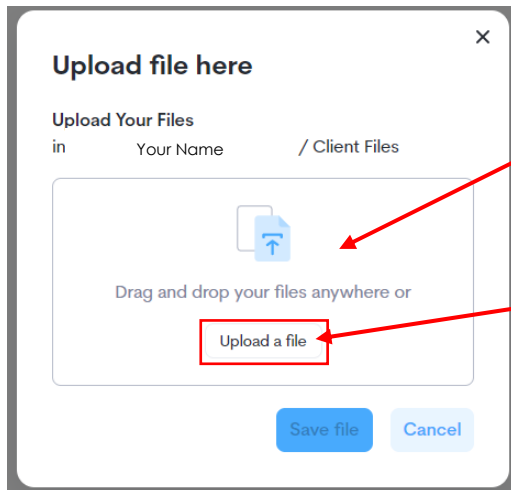 Upload file here
Upload Your Files
in Your Name / Client Files
Drag and drop your files anywhere or
Upload a file
Save file Cancel